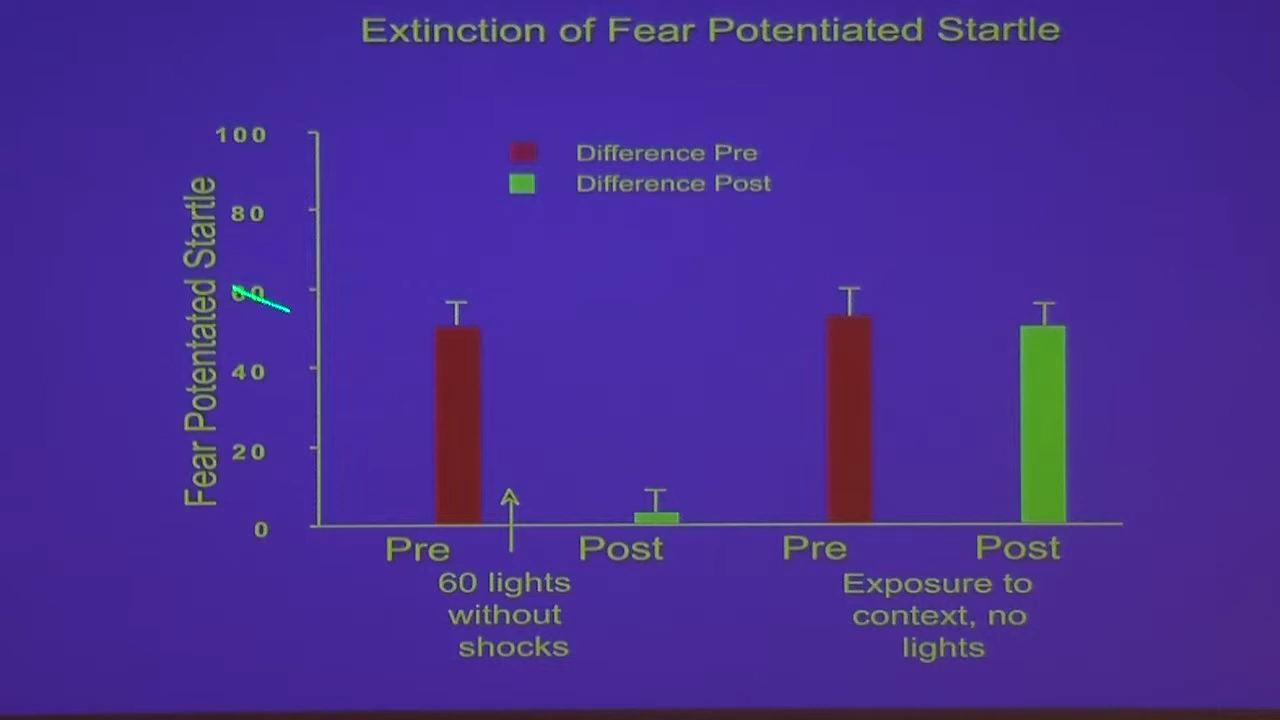 Extinction of Fear Potentiated Startle
Fear Potentated Startle
100
80
60
40
20
0
Difference Pre
Difference Post
Pre
Post
Pre
Post
60 lights
without
shocks
Exposure to
context, no
lights